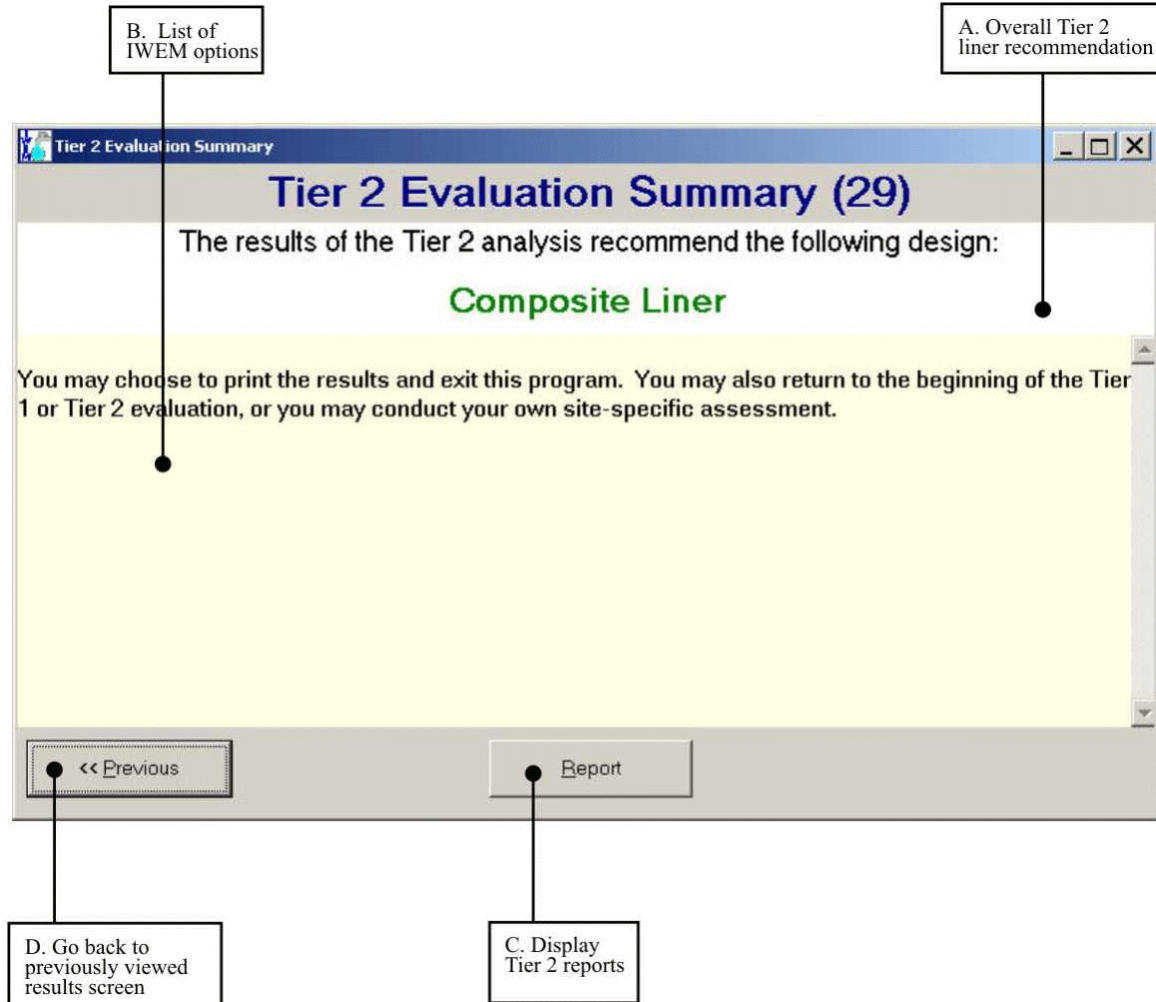 B. List of
IWEM options
A. Overall Tier 2
liner recommendation
Tier 2 Evaluation Summary
Tier 2 Evaluation Summary (29)
The results of the Tier 2 analysis recommend the following design:
Composite Liner
You may choose to print the results and exit this program. You may also return to the beginning of the Tier
1 or Tier 2 evaluation, or you may conduct your own site-specific assessment.
<< Previous
Report
D. Go back to
previously viewed
results screen
C. Display
Tier 2 reports